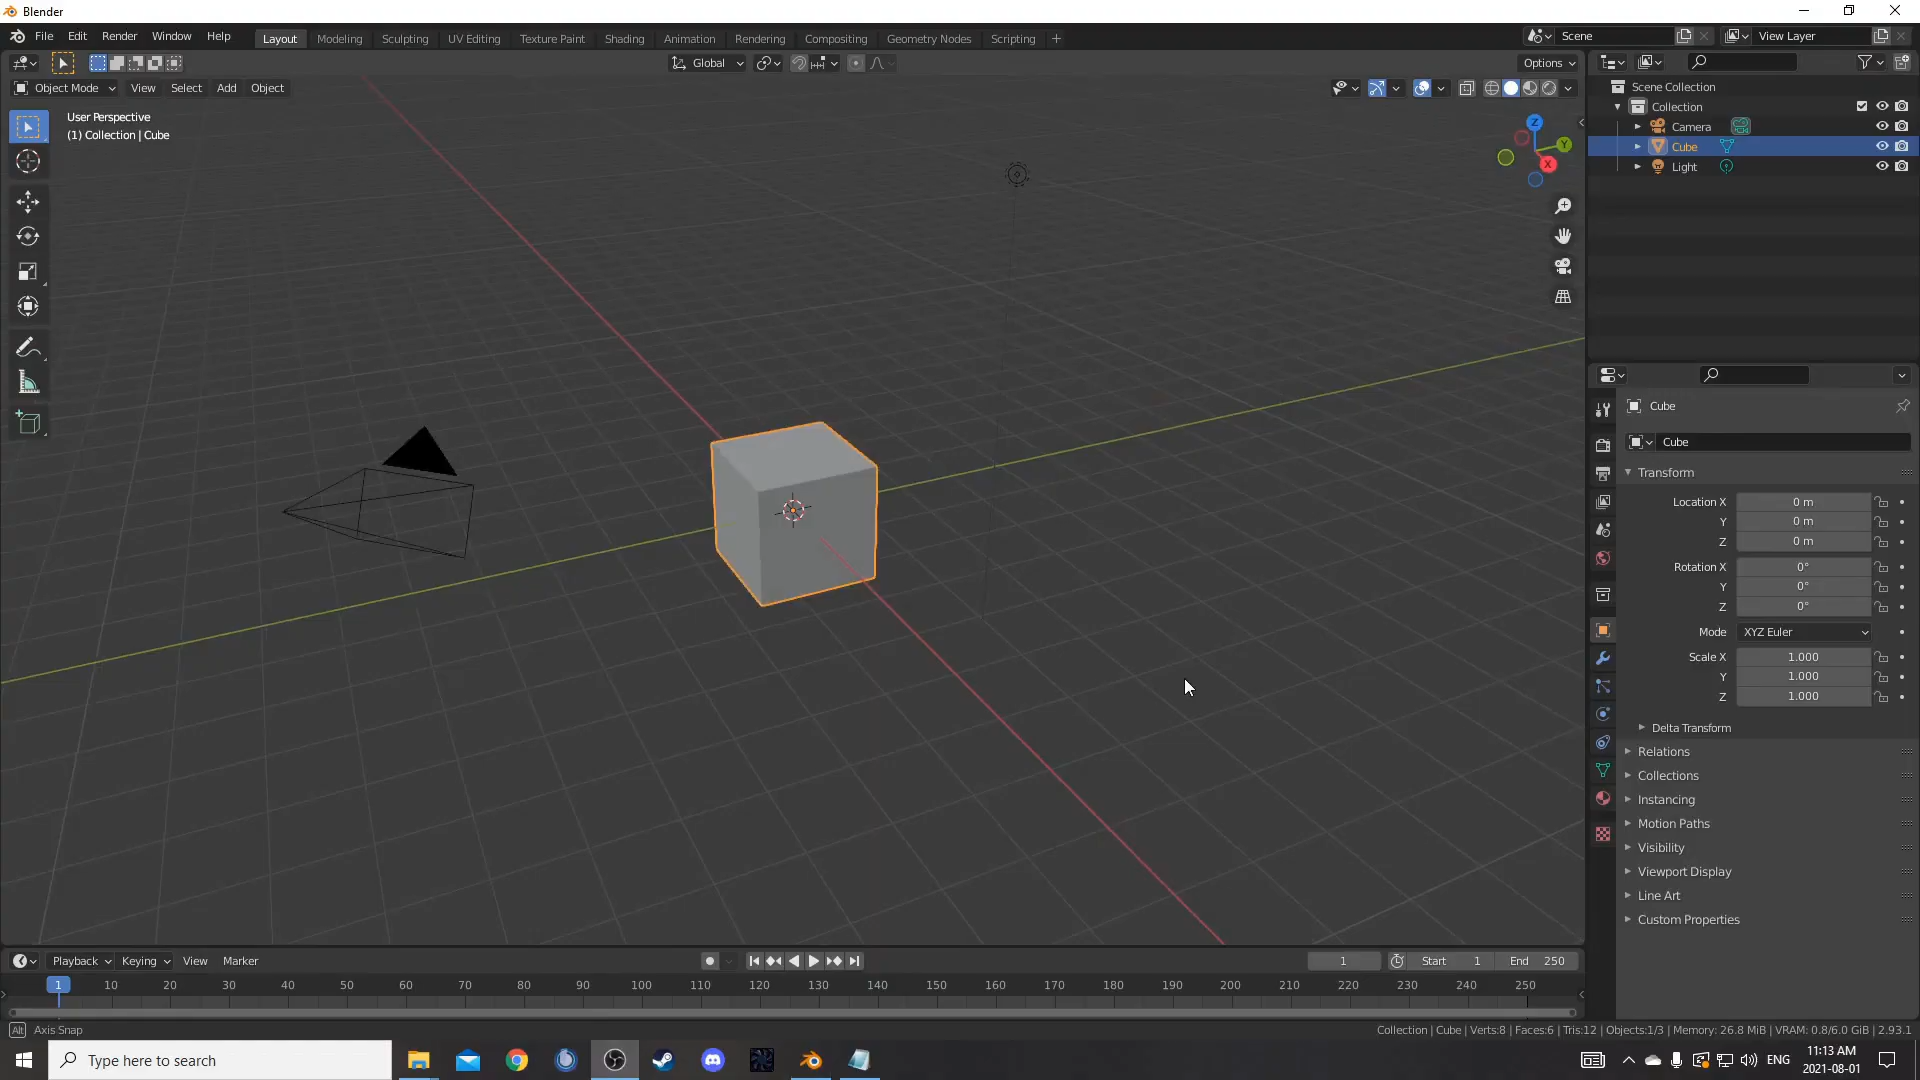 Blender
File Edit Render Window Help Layout Modeling Sculpting UV Editing Texture Paint Shading Animation Rendering Compositing Geometry Nodes Scripting + Scene View Layer
Global Options
Object Mode View Select Add Object
User Perspective
(1) Collection | Cube
Z
Y
X
Scene Collection
Collection
Camera
Cube
Light
Cube
Cube
Transform
Location X 0 m
Y 0 m
Z 0 m
Rotation X 0°
Y 0°
Z 0°
Mode XYZ Euler
Scale X 1.000
Y 1.000
Z 1.000
Delta Transform
Relations
Collections
Instancing
Motion Paths
Visibility
Viewport Display
Line Art
Custom Properties
Playback Keying View Marker 1 Start 1 End 250
1 10 20 30 40 50 60 70 80 90 100 110 120 130 140 150 160 170 180 190 200 210 220 230 240 250
Alt Axis Snap
Collection | Cube | Verts:8 | Faces:6 | Tris:12 | Objects:1/3 | Memory: 26.8 MiB | VRAM: 0.8/6.0 GiB | 2.93.1
Type here to search
ENG
11:13 AM
2021-08-01